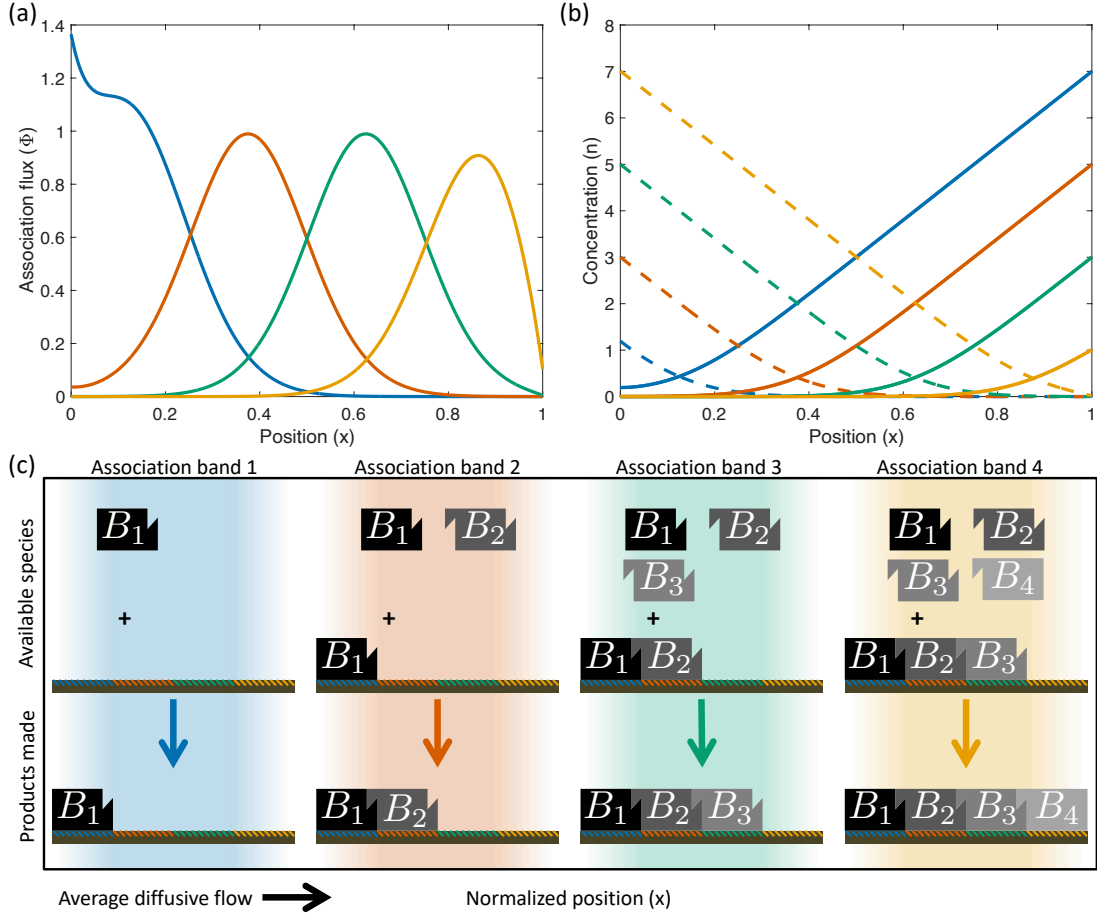 (a)
1.4
1.2
1
0.8
0.6
0.4
0.2
0
Association flux (Φ)
0 0.2 0.4 0.6 0.8 1
Position (x)
(b)
8
7
6
5
4
3
2
1
0
Concentration (n)
0 0.2 0.4 0.6 0.8 1
Position (x)
(c)
Association band 1 Association band 2 Association band 3 Association band 4
Available species
B₁ B₁ B₂ B₁ B₂ B₁ B₂
B₃ B₃ B₄
+ + + +
B₁ B₁ B₂ B₁ B₂ B₃
Products made
B₁ B₁ B₂ B₁ B₂ B₃ B₁ B₂ B₃ B₄
Average diffusive flow Normalized position (x)